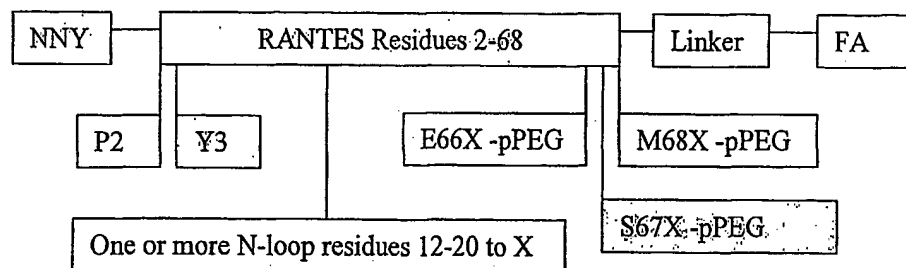 NNY
RANTES Residues 2-68
Linker
FA
P2
Y3
E66X -pPEG
M68X -pPEG
S67X -pPEG
One or more N-loop residues 12-20 to X